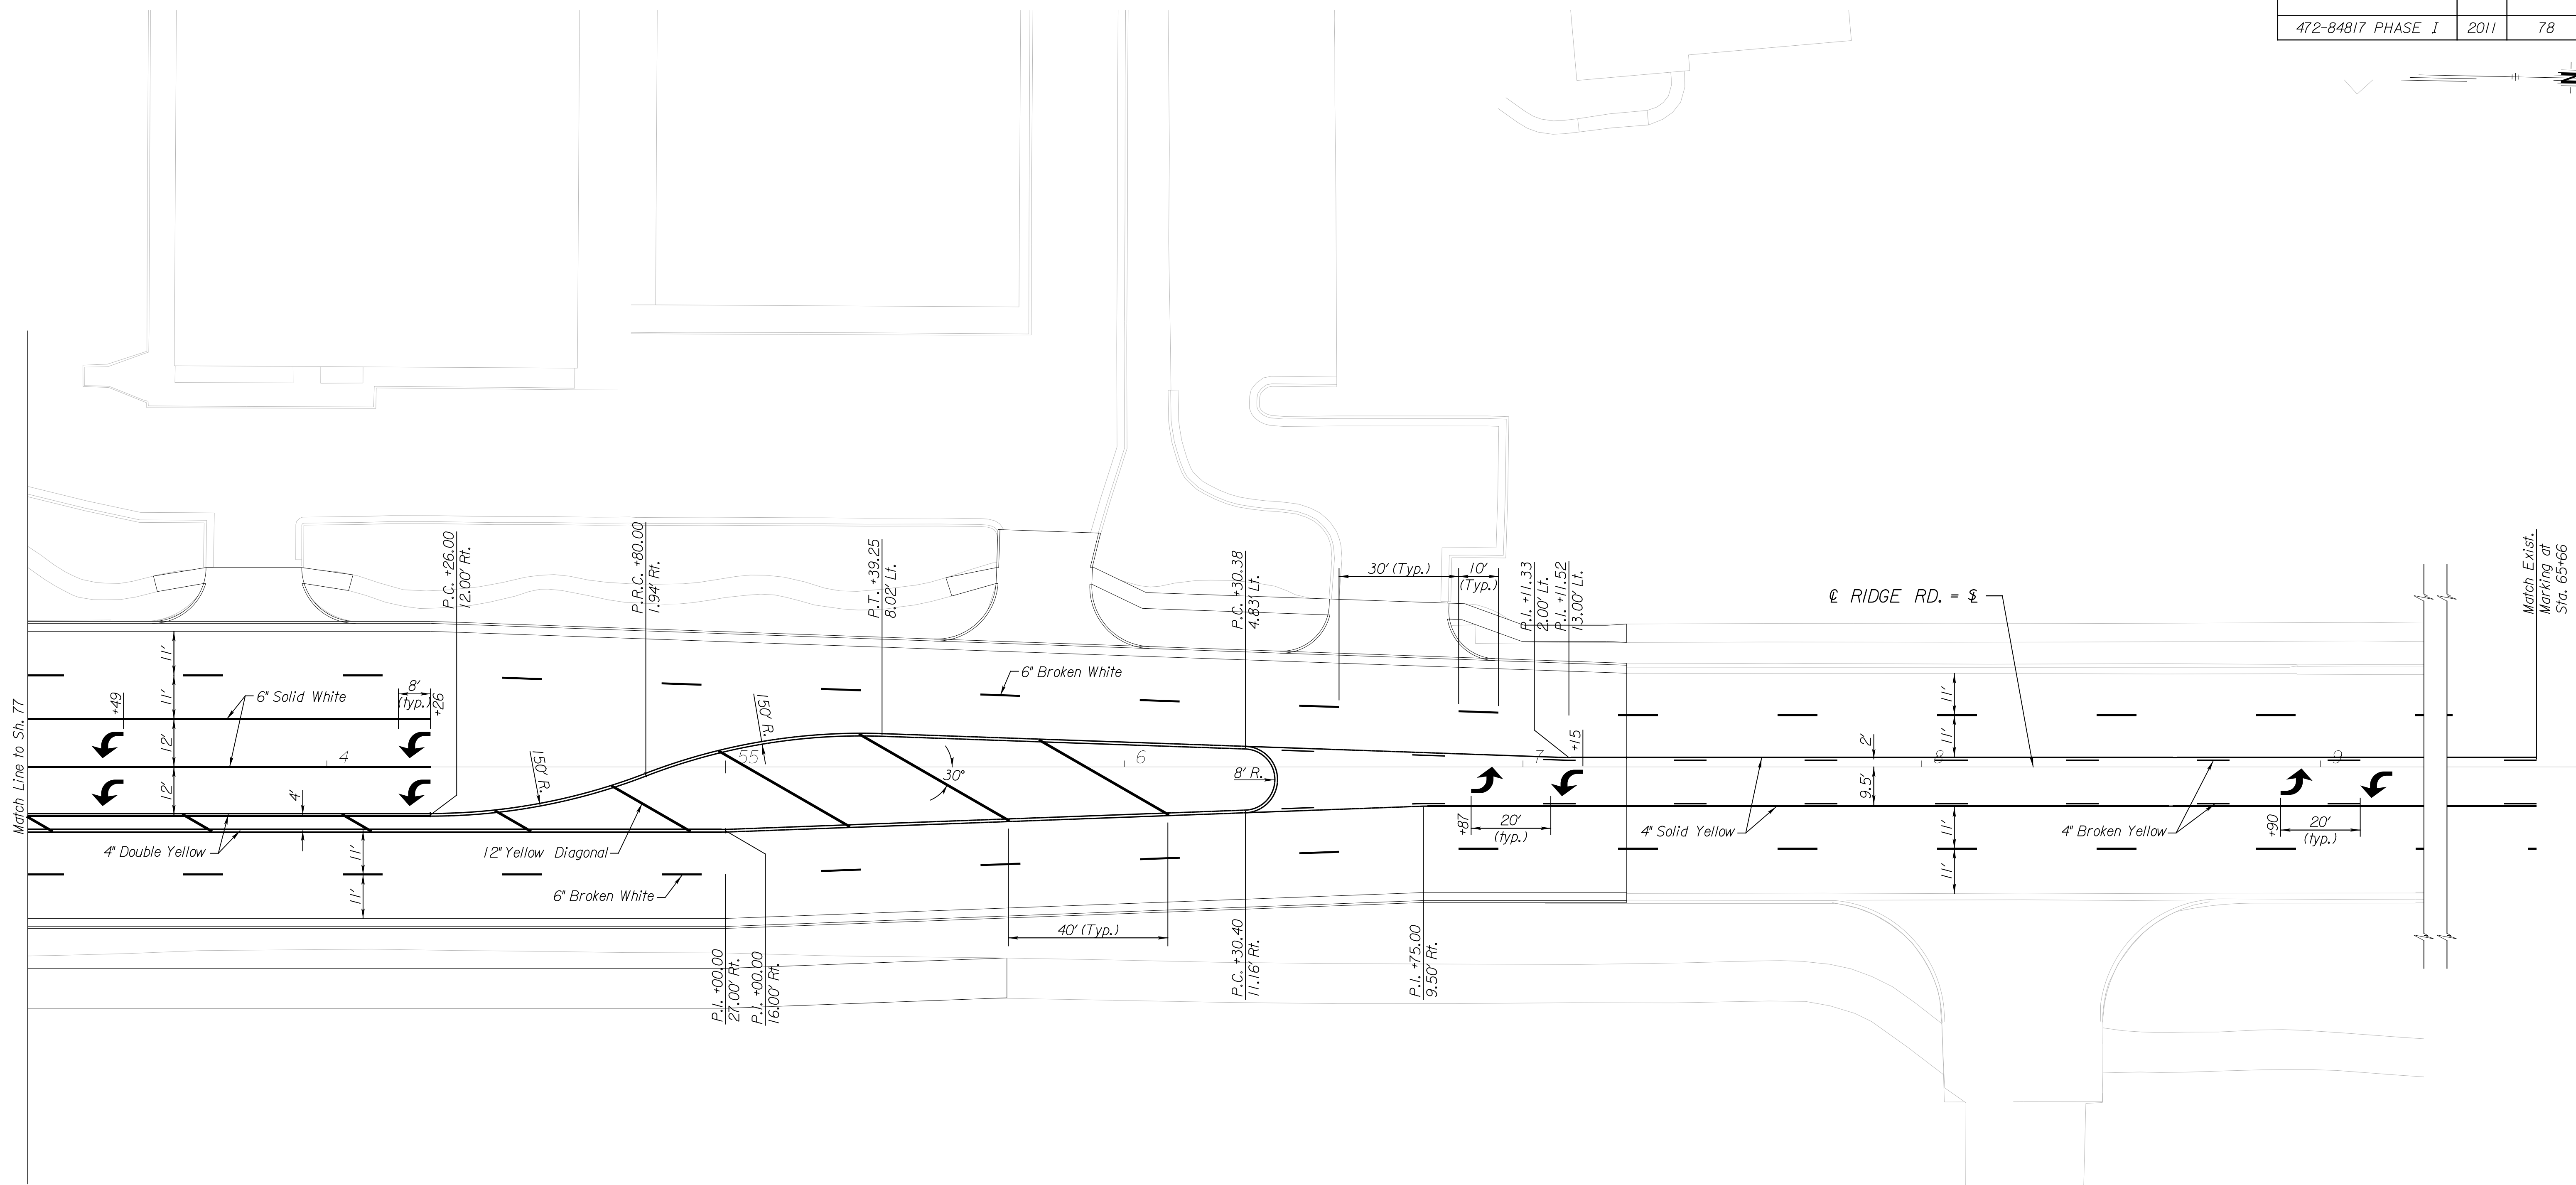 472-84817 PHASE I 2011 78
N
Match Line to Sh. 77
+49
11'
11'
12'
12'
6" Solid White
8'
(typ.)
+26
4
4'
4" Double Yellow
11'
11'
P.C. +26.00
12.00' Rt.
P.R.C. +80.00
1.94' Rt.
P.T. +39.25
8.02' Lt.
150' R.
150' R.
55
30°
12" Yellow Diagonal
6" Broken White
6" Broken White
P.I. +00.00
27.00' Rt.
P.I. +00.00
16.00' Rt.
40' (Typ.)
6
P.C. +30.38
4.83' Lt.
8' R.
P.C. +30.40
11.16' Rt.
30' (Typ.)
10'
(Typ.)
P.I. +11.33
2.00' Lt.
P.I. +11.52
13.00' Lt.
7
+15
+87
20'
(typ.)
P.I. +75.00
9.50' Rt.
4" Solid Yellow
℄ RIDGE RD. = ℄
2'
9.5'
11'
11'
8
11'
11'
4" Broken Yellow
9
+90
20'
(typ.)
Match Exist.
Marking at
Sta. 65+66